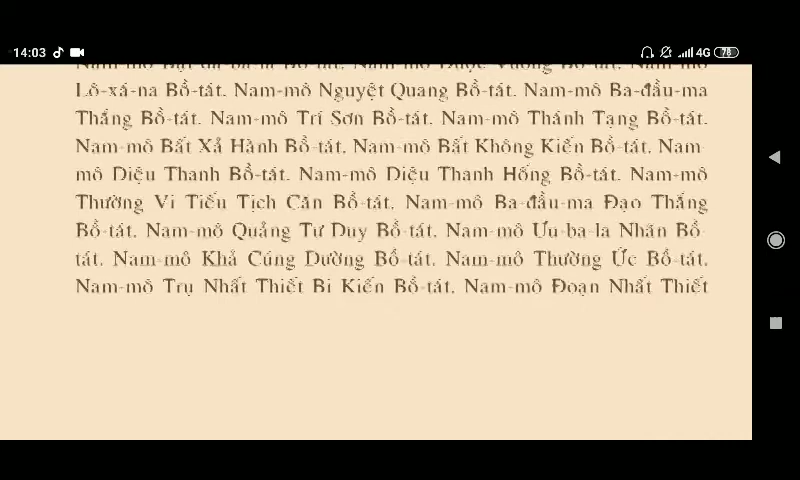 14:03
4G 78
Lô-xá-na Bồ-tát. Nam-mô Nguyệt Quang Bồ-tát. Nam-mô Ba-đầu-ma
Thắng Bồ-tát. Nam-mô Trí Sơn Bồ-tát. Nam-mô Thánh Tạng Bồ-tát.
Nam-mô Bất Xả Hành Bồ-tát. Nam-mô Bất Không Kiến Bồ-tát. Nam-
mô Diệu Thanh Bồ-tát. Nam-mô Diệu Thanh Hống Bồ-tát. Nam-mô
Thường Vi Tiếu Tịch Căn Bồ-tát. Nam-mô Ba-đầu-ma Đạo Thắng
Bồ-tát. Nam-mô Quảng Tư Duy Bồ-tát. Nam-mô Ưu-ba-la Nhãn Bồ-
tát. Nam-mô Khả Cúng Dường Bồ-tát. Nam-mô Thường Ức Bồ-tát.
Nam-mô Trụ Nhất Thiết Bi Kiến Bồ-tát. Nam-mô Đoạn Nhất Thiết